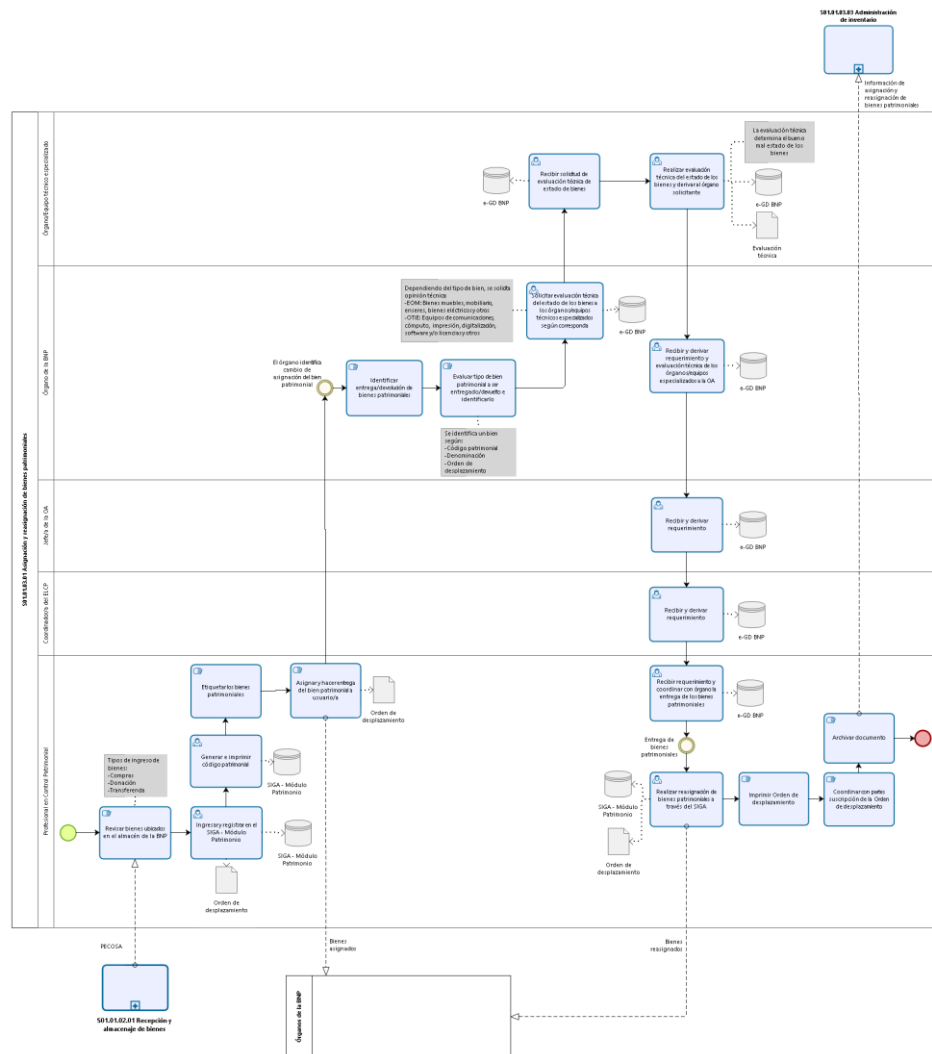 S01.01.03.03 Administración
de inventario
Información de
asignación y
reasignación de
bienes patrimoniales
S01.01.03.01 Asignación y reasignación de bienes patrimoniales
Órgano/Equipo técnico especializado
e-GD BNP
Recibir solicitud de
evaluación técnica de
estado de bienes
Realizar evaluación
técnica del estado de los
bienes y derivar al órgano
solicitante
La evaluación técnica
determina el bueno
mal estado de los
bienes
e-GD BNP
Evaluación
técnica
Órgano de la BNP
El órgano identifica
cambio de
asignación del bien
patrimonial
Identificar
entrega/devolución de
bienes patrimoniales
Evaluar tipo de bien
patrimonial a ser
entregado/devuelto e
identificarlo
Se identifica un bien
según:
-Código patrimonial
-Denominación
-Orden de
desplazamiento
Dependiendo del tipo de bien, se solicita
opinión técnica
-EOM: Bienes muebles, mobiliario,
enseres, bienes eléctricos y otros
-OTIE: Equipos de comunicaciones,
cómputo, impresión, digitalización,
software y/o licencias y otros
Solicitar evaluación técnica
del estado de los bienes a
los órganos/equipos
técnicos especializados
según corresponda
e-GD BNP
Recibir y derivar
requerimiento y
evaluación técnica de los
órganos/equipos
especializados a la OA
e-GD BNP
Jefe/a de la OA
Recibir y derivar
requerimiento
e-GD BNP
Coordinador/a del ELCP
Recibir y derivar
requerimiento
e-GD BNP
Profesional en Control Patrimonial
Tipos de ingreso de
bienes:
-Compras
-Donación
-Transferencia
Revisar bienes ubicados
en el almacén de la BNP
Ingresar y registrar en el
SIGA - Módulo
Patrimonio
SIGA - Módulo
Patrimonio
Orden de
desplazamiento
Generar e imprimir
código patrimonial
SIGA - Módulo
Patrimonio
Etiquetar los bienes
patrimoniales
Asignar y hacer entrega
del bien patrimonial a
usuario/a
Orden de
desplazamiento
Recibir requerimiento y
coordinar con órgano la
entrega de los bienes
patrimoniales
e-GD BNP
Entrega de
bienes
patrimoniales
Realizar reasignación de
bienes patrimoniales a
través del SIGA
SIGA - Módulo
Patrimonio
Orden de
desplazamiento
Imprimir Orden de
desplazamiento
Coordinar con partes
suscripción de la Orden
de desplazamiento
Archivar documento
PECOSA
S01.01.02.01 Recepción y
almacenaje de bienes
Bienes
asignados
Bienes
reasignados
Órganos de la BNP